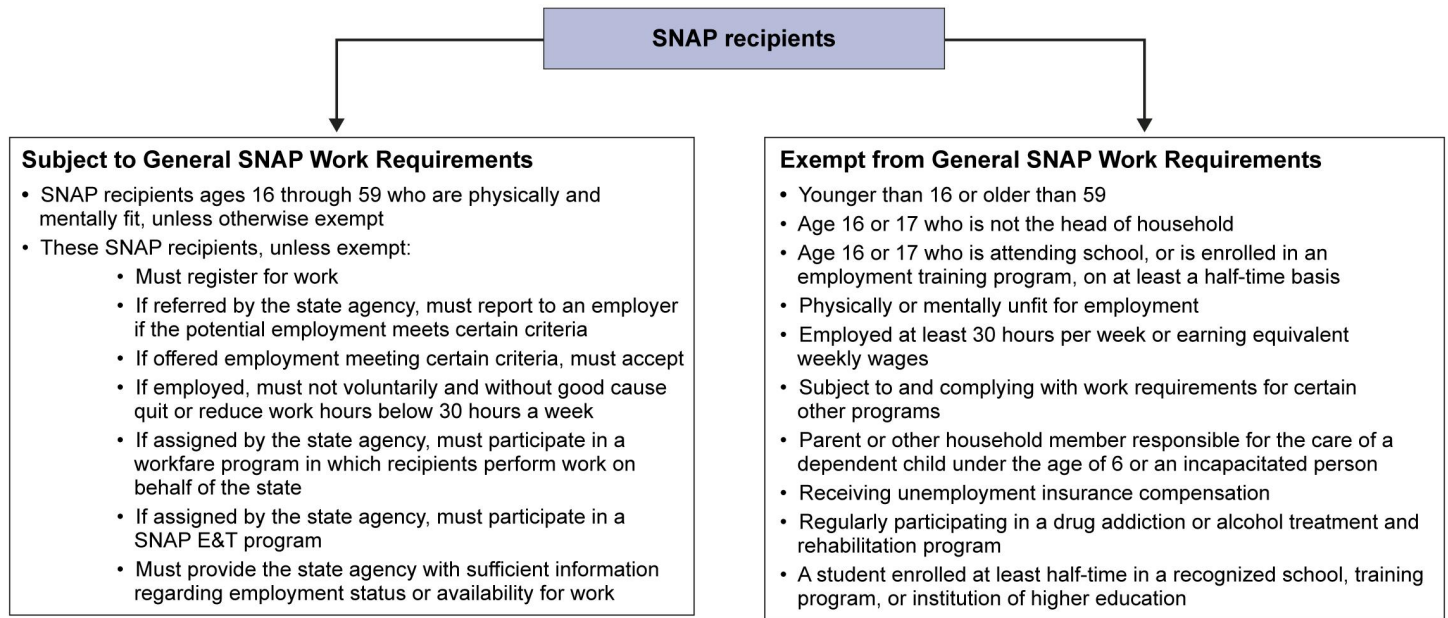 SNAP recipients
Subject to General SNAP Work Requirements
• SNAP recipients ages 16 through 59 who are physically and
mentally fit, unless otherwise exempt
• These SNAP recipients, unless exempt:
• Must register for work
• If referred by the state agency, must report to an employer
if the potential employment meets certain criteria
• If offered employment meeting certain criteria, must accept
• If employed, must not voluntarily and without good cause
quit or reduce work hours below 30 hours a week
• If assigned by the state agency, must participate in a
workfare program in which recipients perform work on
behalf of the state
• If assigned by the state agency, must participate in a
SNAP E&T program
• Must provide the state agency with sufficient information
regarding employment status or availability for work
Exempt from General SNAP Work Requirements
• Younger than 16 or older than 59
• Age 16 or 17 who is not the head of household
• Age 16 or 17 who is attending school, or is enrolled in an
employment training program, on at least a half-time basis
• Physically or mentally unfit for employment
• Employed at least 30 hours per week or earning equivalent
weekly wages
• Subject to and complying with work requirements for certain
other programs
• Parent or other household member responsible for the care of a
dependent child under the age of 6 or an incapacitated person
• Receiving unemployment insurance compensation
• Regularly participating in a drug addiction or alcohol treatment and
rehabilitation program
• A student enrolled at least half-time in a recognized school, training
program, or institution of higher education